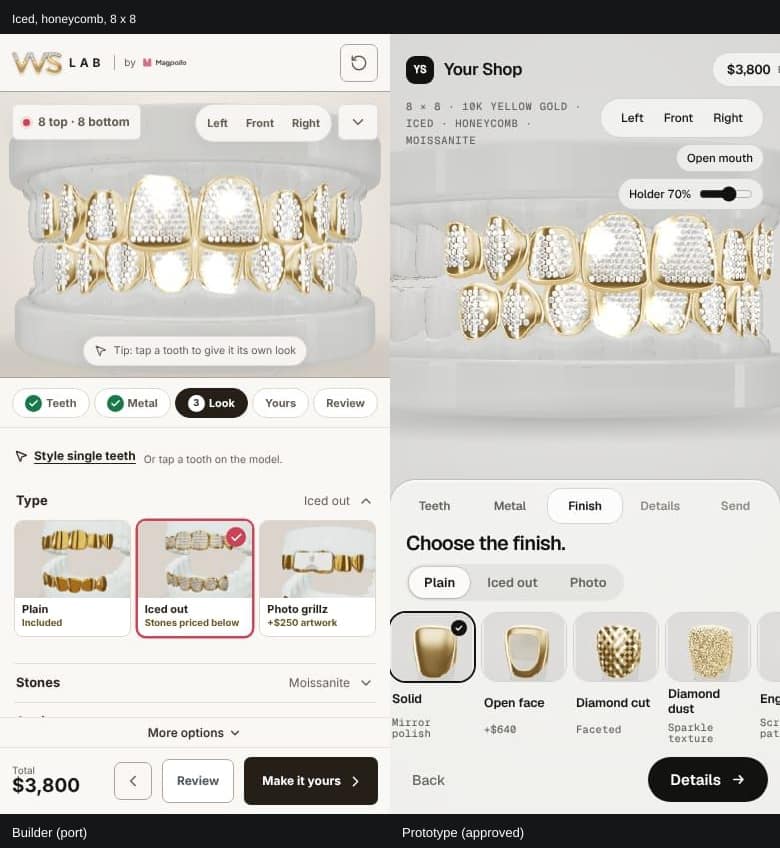 Iced, honeycomb, 8 x 8
VVS LAB
by Magpollo
8 top · 8 bottom
Left Front Right
Tip: tap a tooth to give it its own look
Teeth Metal 3 Look Yours Review
Style single teeth Or tap a tooth on the model.
Type Iced out
Plain
Included
Iced out
Stones priced below
Photo grillz
+$250 artwork
Stones Moissanite
More options
Total
$3,800
Review
Make it yours
Builder (port)
YS Your Shop
$3,800
8 × 8 · 10K YELLOW GOLD ·
ICED · HONEYCOMB ·
MOISSANITE
Left Front Right
Open mouth
Holder 70%
Teeth Metal Finish Details Send
Choose the finish.
Plain Iced out Photo
Solid
Mirror
polish
Open face
+$640
Diamond cut
Faceted
Diamond
dust
Sparkle
texture
Back
Details
Prototype (approved)